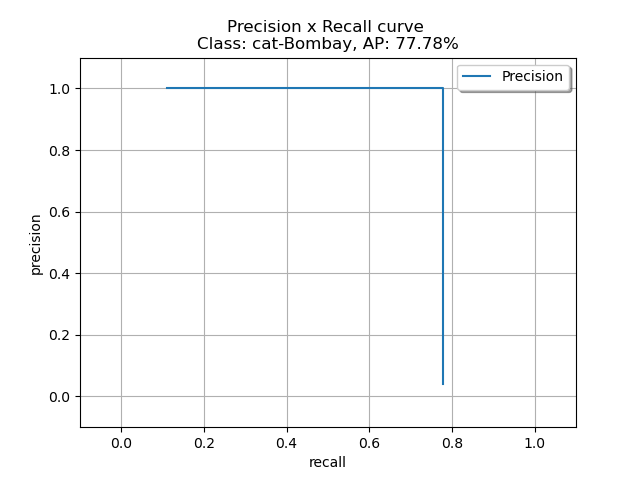 Precision x Recall curve
Class: cat-Bombay, AP: 77.78%
Precision
1.0
0.8
0.6
0.4
0.2
0.0
precision
0.0 0.2 0.4 0.6 0.8 1.0
recall